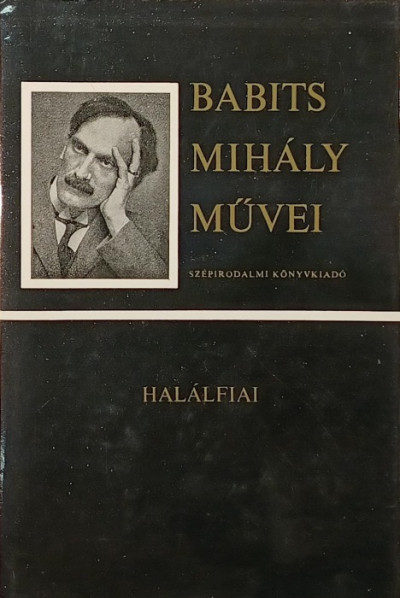 BABITS
MIHÁLY
MŰVEI
SZÉPIRODALMI KÖNYVKIADÓ
HALÁLFIAI